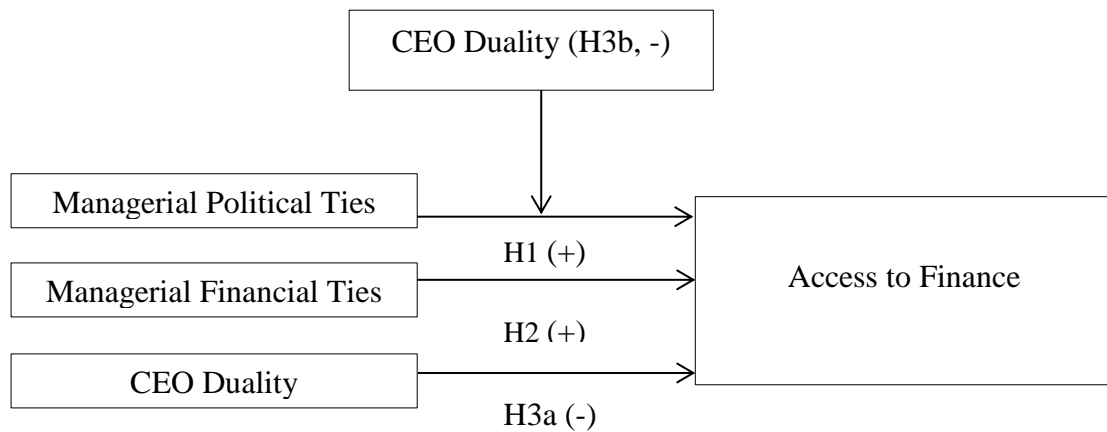 CEO Duality (H3b, -)
Managerial Political Ties
H1 (+)
Managerial Financial Ties
Access to Finance
H2 (+)
CEO Duality
H3a (-)